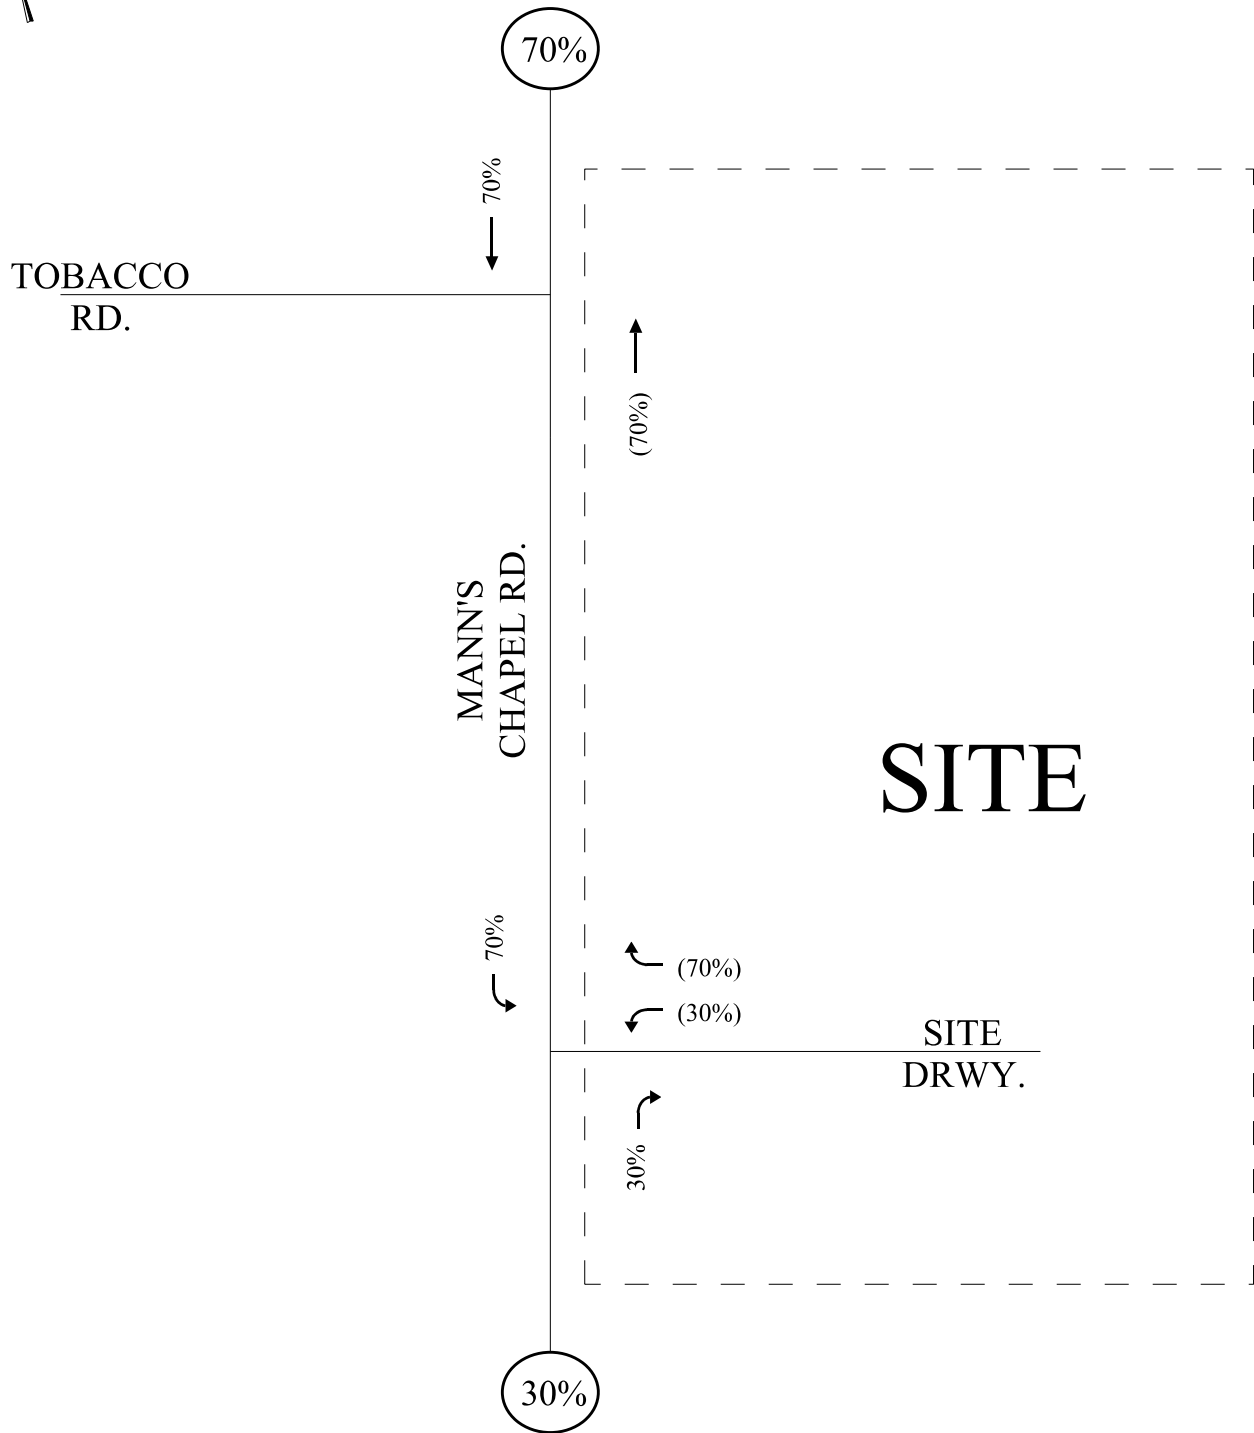 70%
70%
TOBACCO
RD.
(70%)
MANN'S
CHAPEL RD.
SITE
70%
(70%)
(30%)
SITE
DRWY.
30%
30%